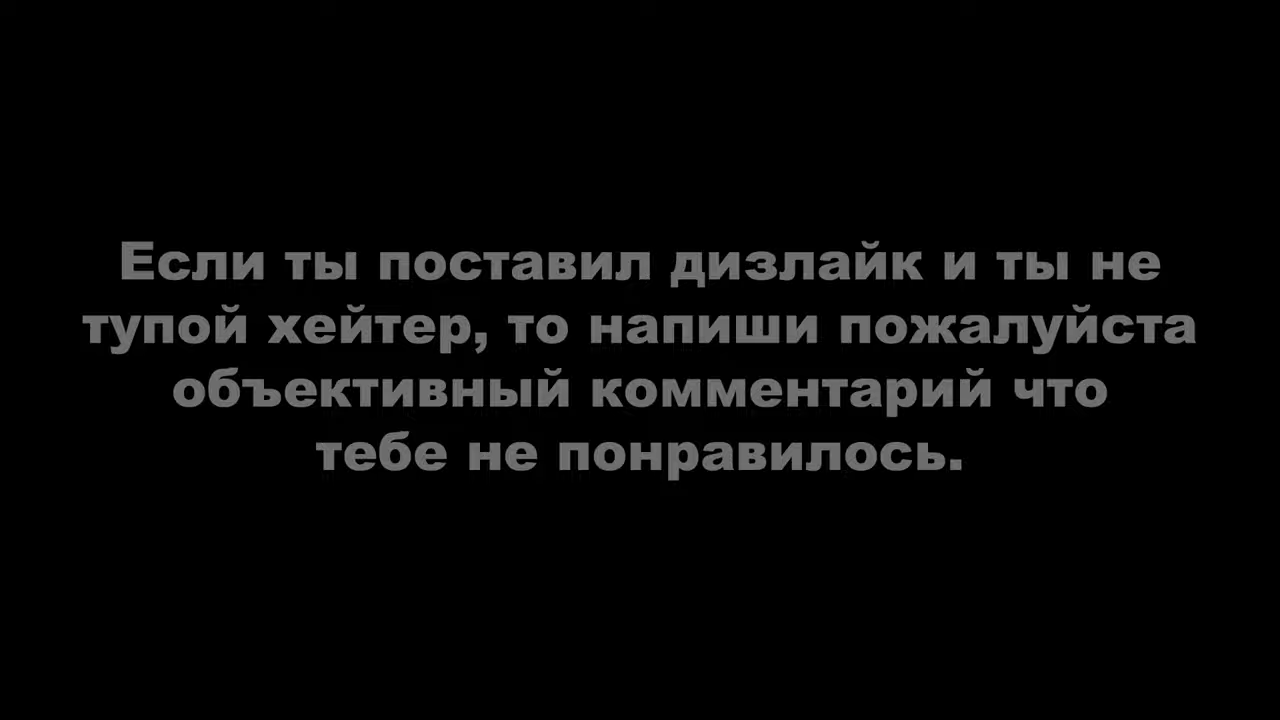 Если ты поставил дизлайк и ты не
тупой хейтер, то напиши пожалуйста
объективный комментарий что
тебе не понравилось.